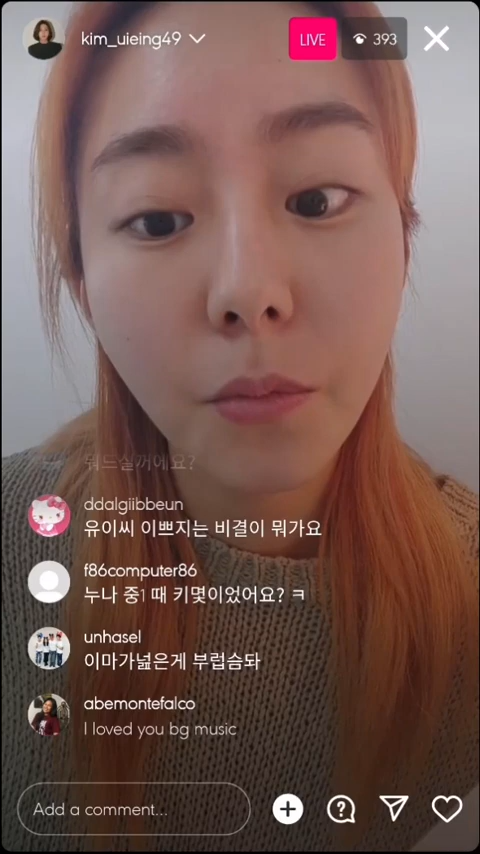 kim_uieing49
LIVE
393
뭐드실꺼에요?
ddalgiibbeun
유이씨 이쁘지는 비결이 뭐가요
f86computer86
누나 중1 때 키몇이었어요? ㅋ
unhasel
이마가넓은게 부럽슴돠
abemontefalco
I loved you bg music
Add a comment...